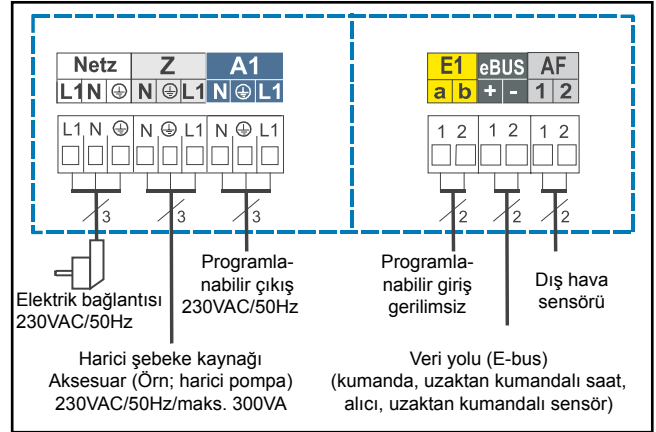 Netz Z A1
L1 N ⏚ N ⏚ L1 N ⏚ L1
L1 N ⏚ N ⏚ L1 N ⏚ L1
3 3 3
Elektrik bağlantısı
230VAC/50Hz
Programla-
nabilir çıkış
230VAC/50Hz
Harici şebeke kaynağı
Aksesuar (Örn; harici pompa)
230VAC/50Hz/maks. 300VA
E1 eBUS AF
a b + - 1 2
1 2 1 2 1 2
2 2 2
Programla-
nabilir giriş
gerilimsiz
Dış hava
sensörü
Veri yolu (E-bus)
(kumanda, uzaktan kumandalı saat,
alıcı, uzaktan kumandalı sensör)